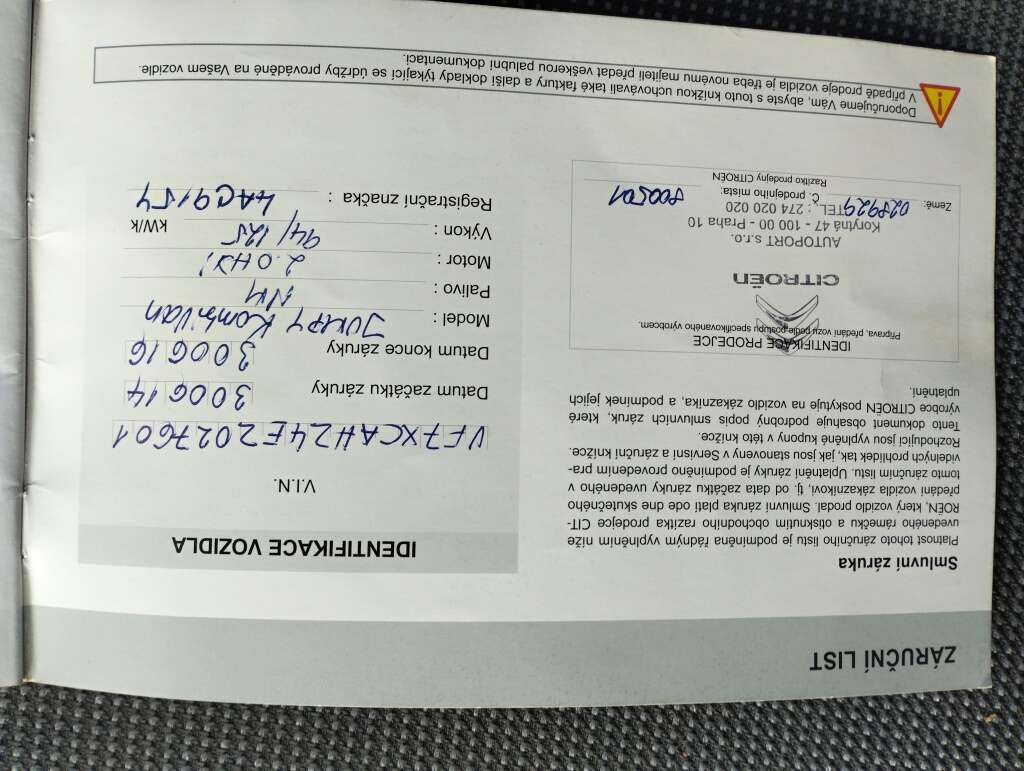 ZÁRUČNÍ LIST
Smluvní záruka
Platnost tohoto záručního listu je podmíněna řádným vyplněním níže
uvedeného rámečku a otisknutím obchodního razítka prodejce CIT-
ROËN, který vozidlo prodal. Smluvní záruka platí ode dne skutečného
předání vozidla zákazníkovi, tj. od data začátku záruky uvedeného v
tomto záručním listu. Uplatnění záruky je podmíněno provedením pra-
videlných prohlídek tak, jak jsou stanoveny v Servisní a záruční knížce.
Rozhodující jsou vyplněné kupony v této knížce.
Tento dokument obsahuje podrobný popis smluvních záruk, které
výrobce CITROËN poskytuje na vozidlo zákazníka, a podmínek jejich
uplatnění.
IDENTIFIKACE PRODEJCE
Příprava, předání vozu podle postupu specifikovaného výrobcem.
CITROËN
AUTOPORT s.r.o.
Korytná 47 - 100 00 - Praha 10
TEL.: 274 020 020
Země: 028929 Č. prodejního místa: 800501
Razítko prodejny CITROËN
IDENTIFIKACE VOZIDLA
V.I.N.
VF7XCAHZ4EZ027601
Datum začátku záruky 300614
Datum konce záruky 300616
Model : JUMPY Kombivan
Palivo : NM
Motor : 2.0HDi
Výkon : 94/125 kW/k
Registrační značka : 4AC9154
Doporučujeme Vám, abyste s touto knížkou uchovávali také faktury a další doklady týkající se údržby prováděné na Vašem vozidle.
V případě prodeje vozidla je třeba novému majiteli předat veškerou palubní dokumentaci.